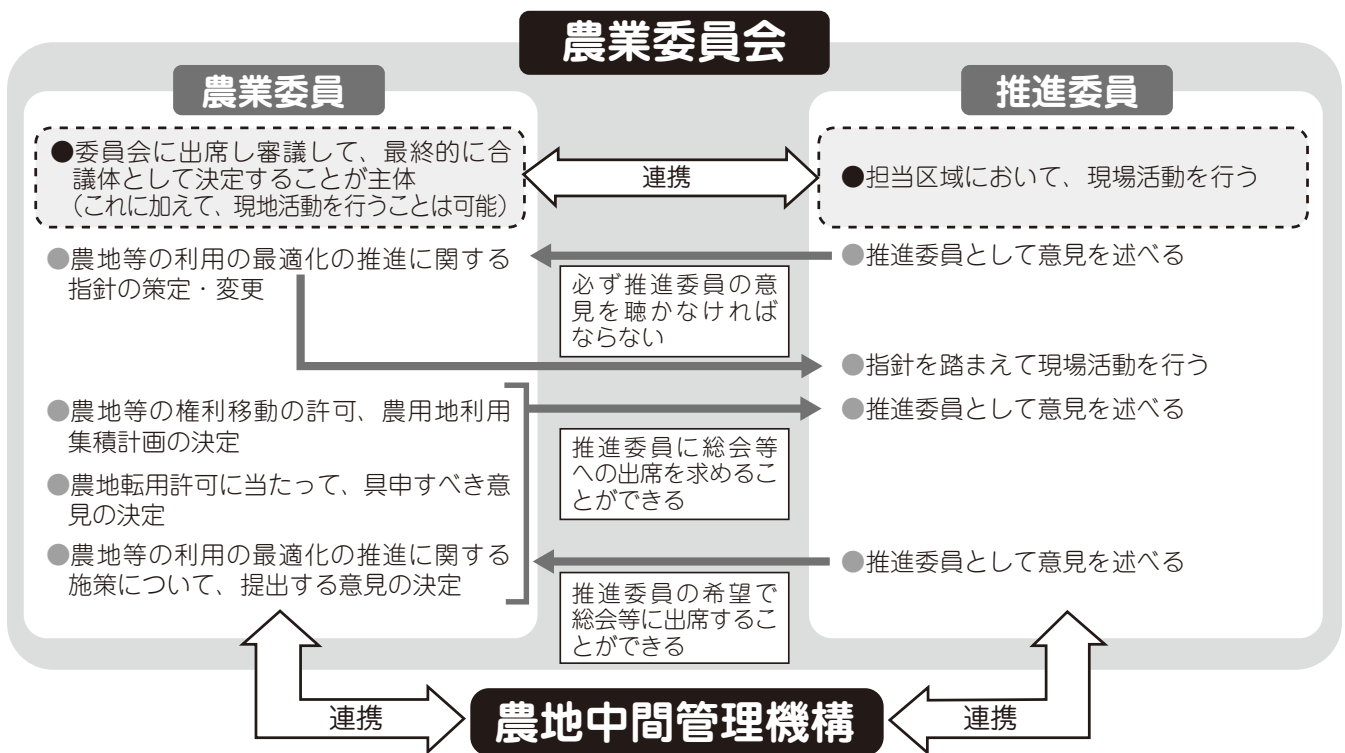 農業委員会
農業委員
●委員会に出席し審議して、最終的に合
議体として決定することが主体
（これに加えて、現地活動を行うことは可能）
●農地等の利用の最適化の推進に関する
指針の策定・変更
●農地等の権利移動の許可、農用地利用
集積計画の決定
●農地転用許可に当たって、具申すべき意
見の決定
●農地等の利用の最適化の推進に関する
施策について、提出する意見の決定
連携
必ず推進委員の意
見を聴かなければ
ならない
推進委員に総会等
への出席を求めるこ
とができる
推進委員の希望で
総会等に出席するこ
とができる
推進委員
●担当区域において、現場活動を行う
●推進委員として意見を述べる
●指針を踏まえて現場活動を行う
●推進委員として意見を述べる
●推進委員として意見を述べる
連携
農地中間管理機構
連携